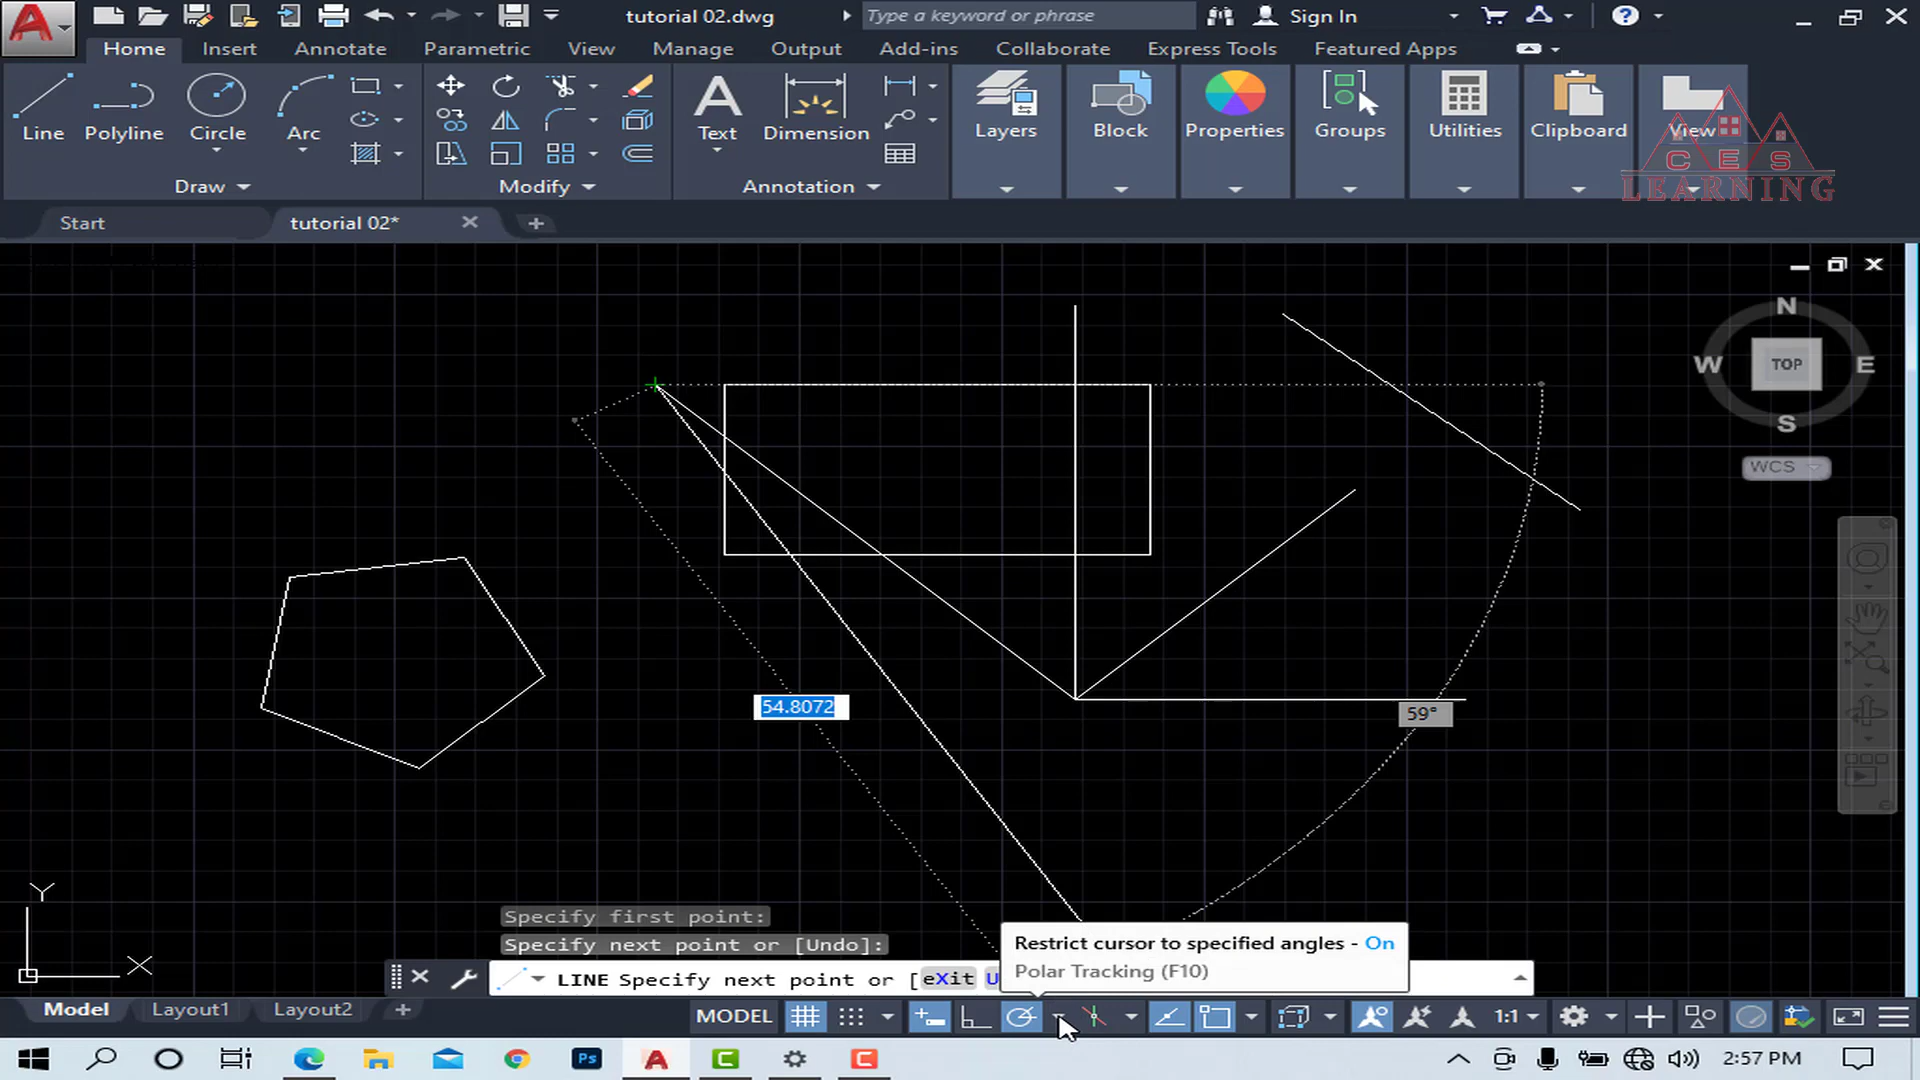 tutorial 02.dwg
Type a keyword or phrase
Sign In
Home Insert Annotate Parametric View Manage Output Add-ins Collaborate Express Tools Featured Apps
Line Polyline Circle Arc
Text Dimension
Layers Block Properties Groups Utilities Clipboard View
CES
LEARNING
Draw Modify Annotation
Start tutorial 02*
N
W TOP E
S
WCS
54.8072
59°
Y
X
Specify first point:
Specify next point or [Undo]:
LINE Specify next point or [eXit U
Restrict cursor to specified angles - On
Polar Tracking (F10)
Model Layout1 Layout2
MODEL
1:1
Ps
2:57 PM